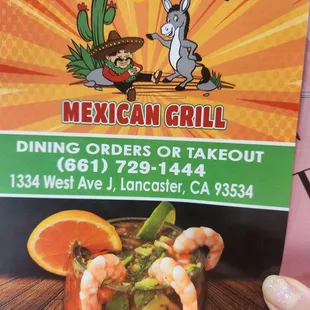 MEXICAN GRILL
DINING ORDERS OR TAKEOUT
(661) 729-1444
1334 West Ave J, Lancaster, CA 93534